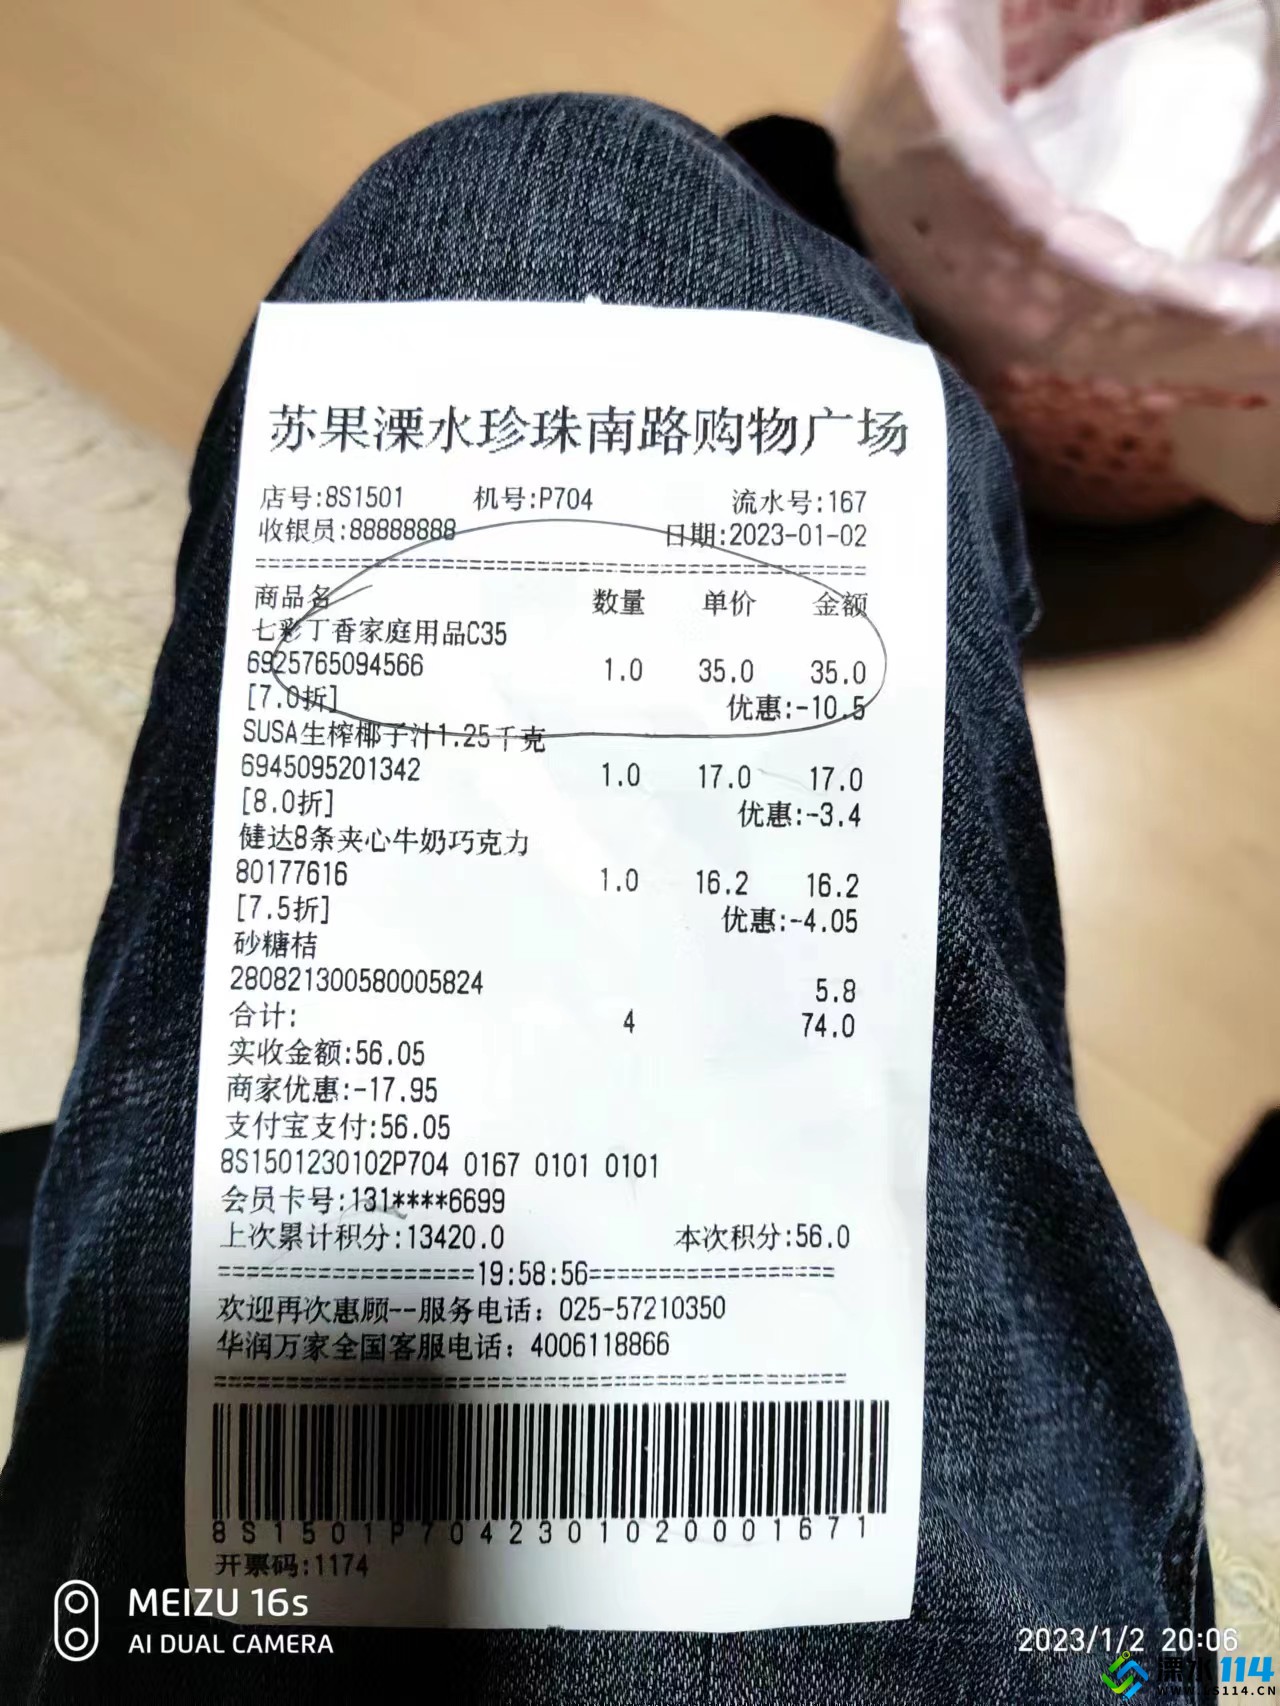 苏果溧水珍珠南路购物广场
店号:8S1501 机号:P704 流水号:167
收银员:88888888 日期:2023-01-02
==========================================
商品名 数量 单价 金额
七彩丁香家庭用品C35
6925765094566 1.0 35.0 35.0
[7.0折] 优惠:-10.5
SUSA生榨椰子汁1.25千克
6945095201342 1.0 17.0 17.0
[8.0折] 优惠:-3.4
健达8条夹心牛奶巧克力
80177616 1.0 16.2 16.2
[7.5折] 优惠:-4.05
砂糖桔
280821300580005824 5.8
合计: 4 74.0
实收金额:56.05
商家优惠:-17.95
支付宝支付:56.05
8S1501230102P704 0167 0101 0101
会员卡号:131****6699
上次累计积分:13420.0 本次积分:56.0
==================19:58:56=================
欢迎再次惠顾--服务电话: 025-57210350
华润万家全国客服电话: 4006118866
==========================================
8S1501P7042301020001671
开票码:1174
MEIZU 16s
AI DUAL CAMERA
2023/1/2 20:06
溧水114
WWW.LS114.CN